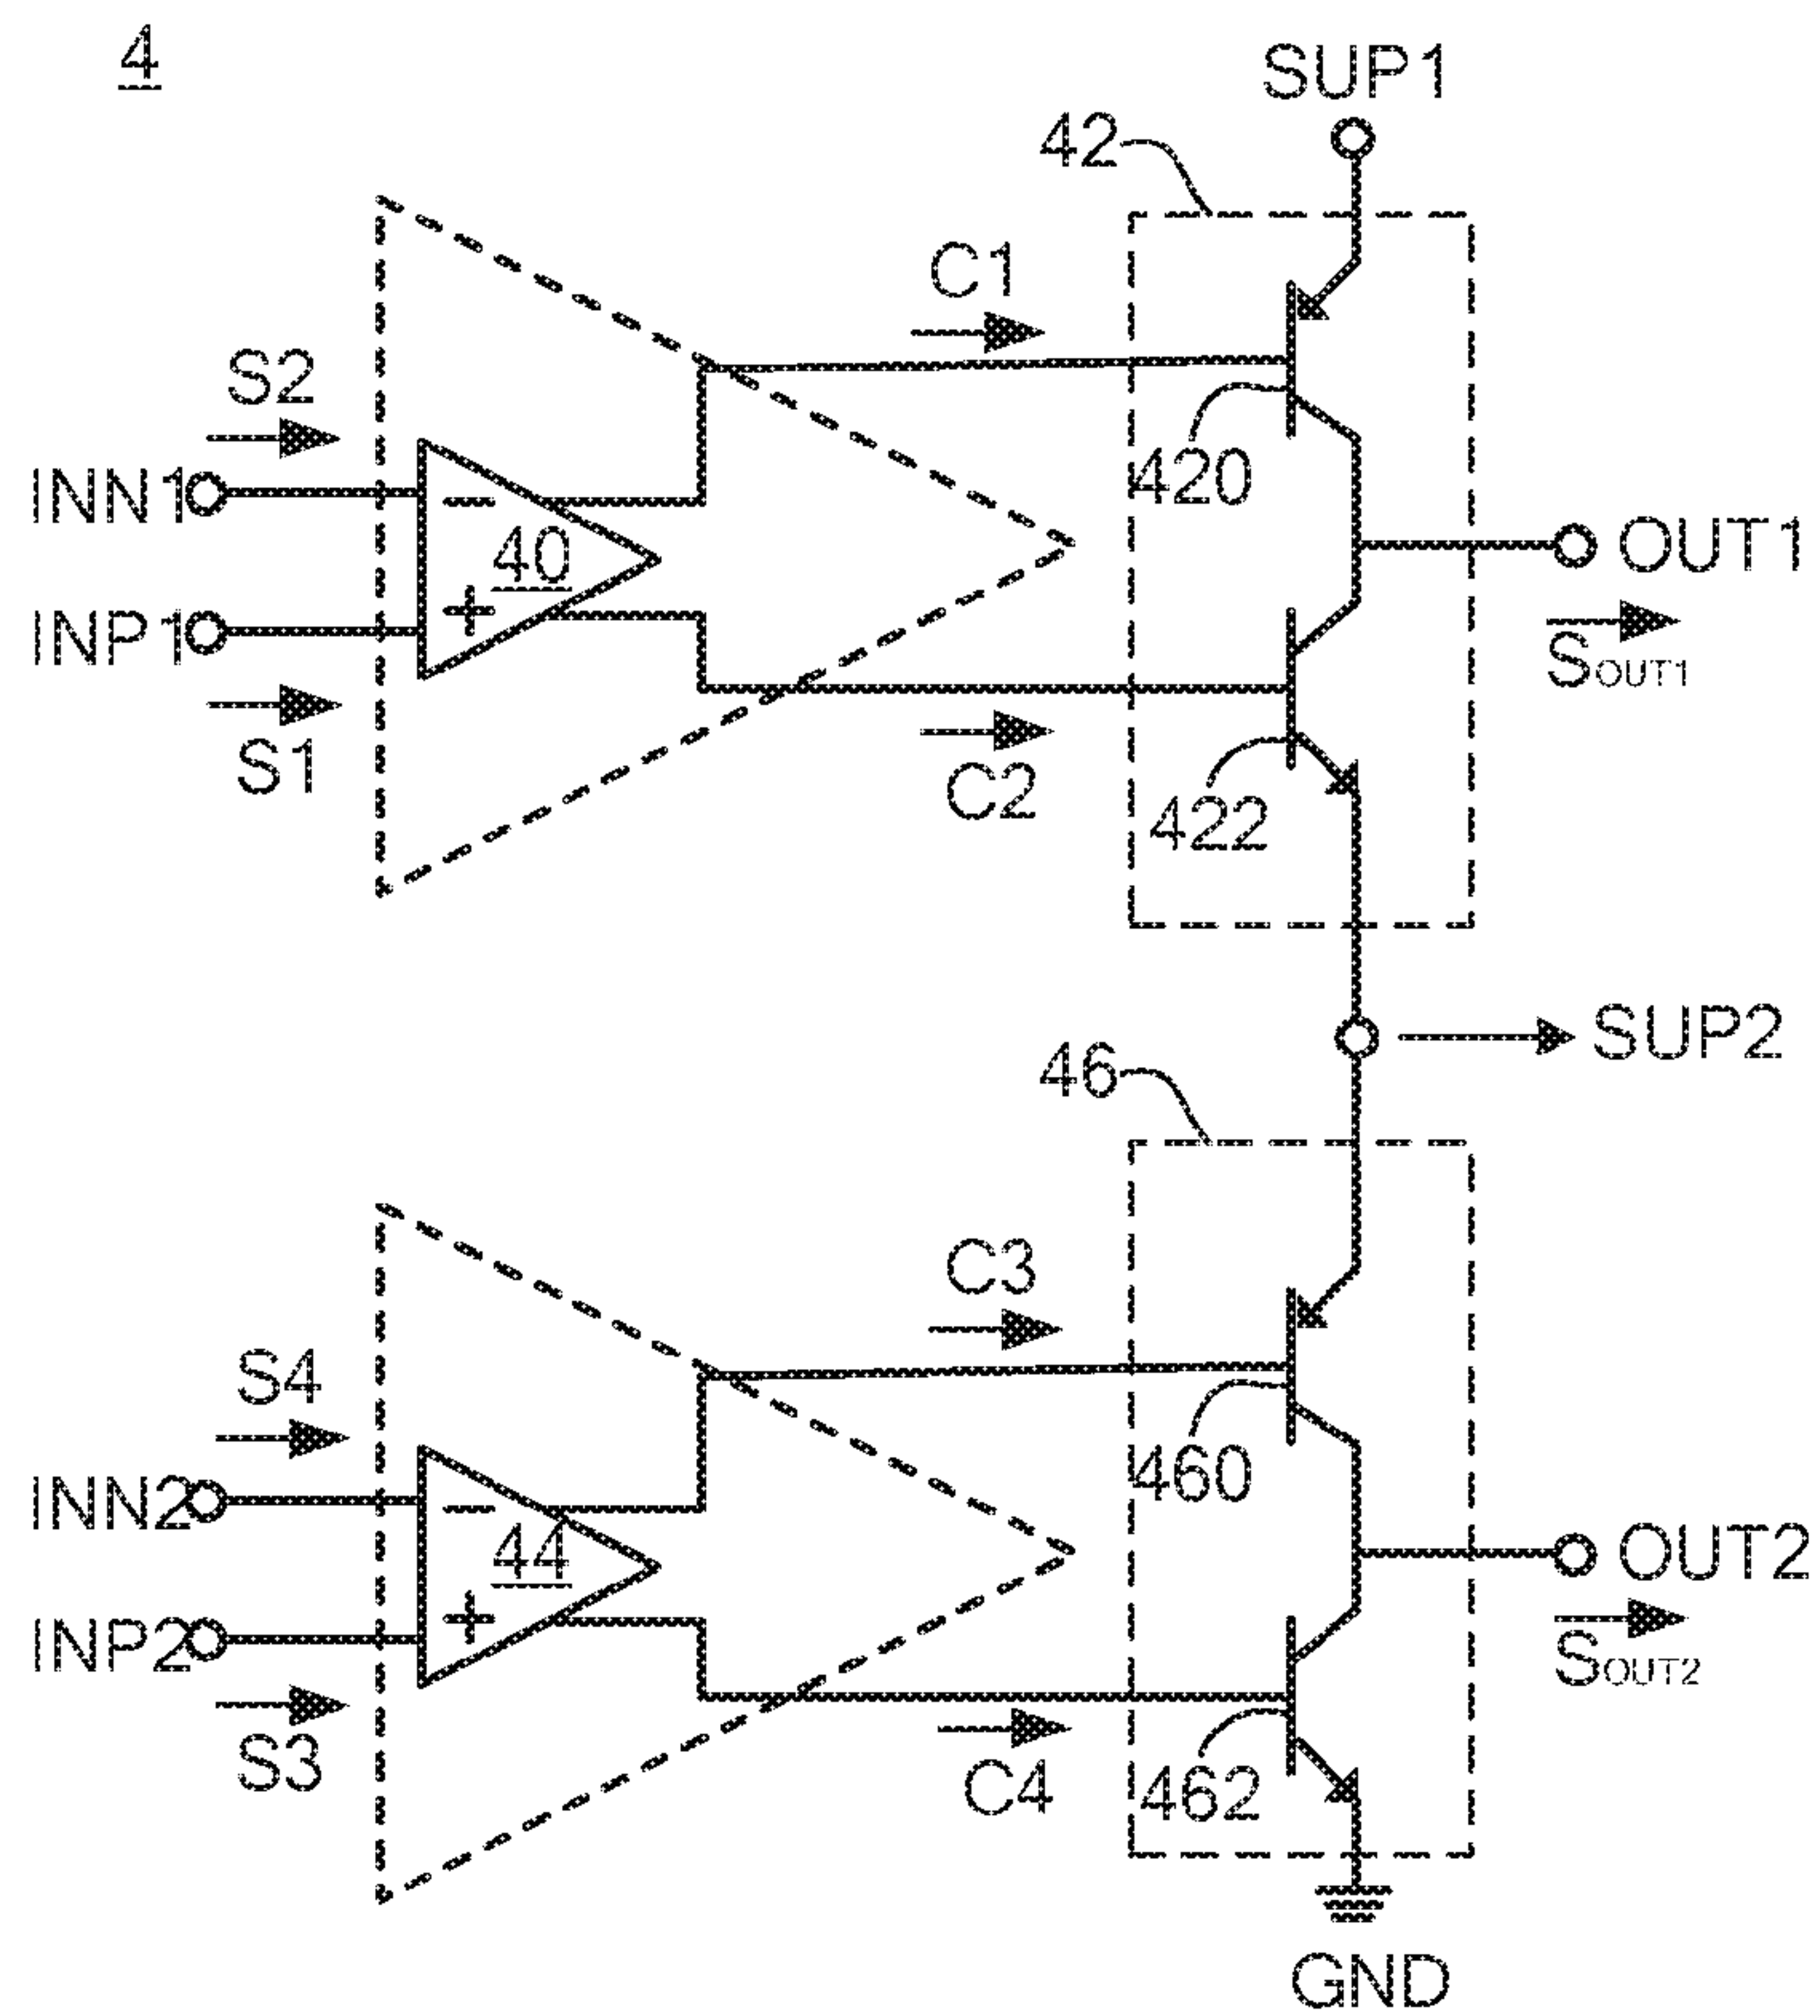 4
SUP1
42
C1
S2
INN1
−
40
420
OUT1
INP1
+
SOUT1
S1
C2
422
SUP2
46
C3
S4
460
INN2
−
44
OUT2
INP2
+
SOUT2
S3
C4
462
GND